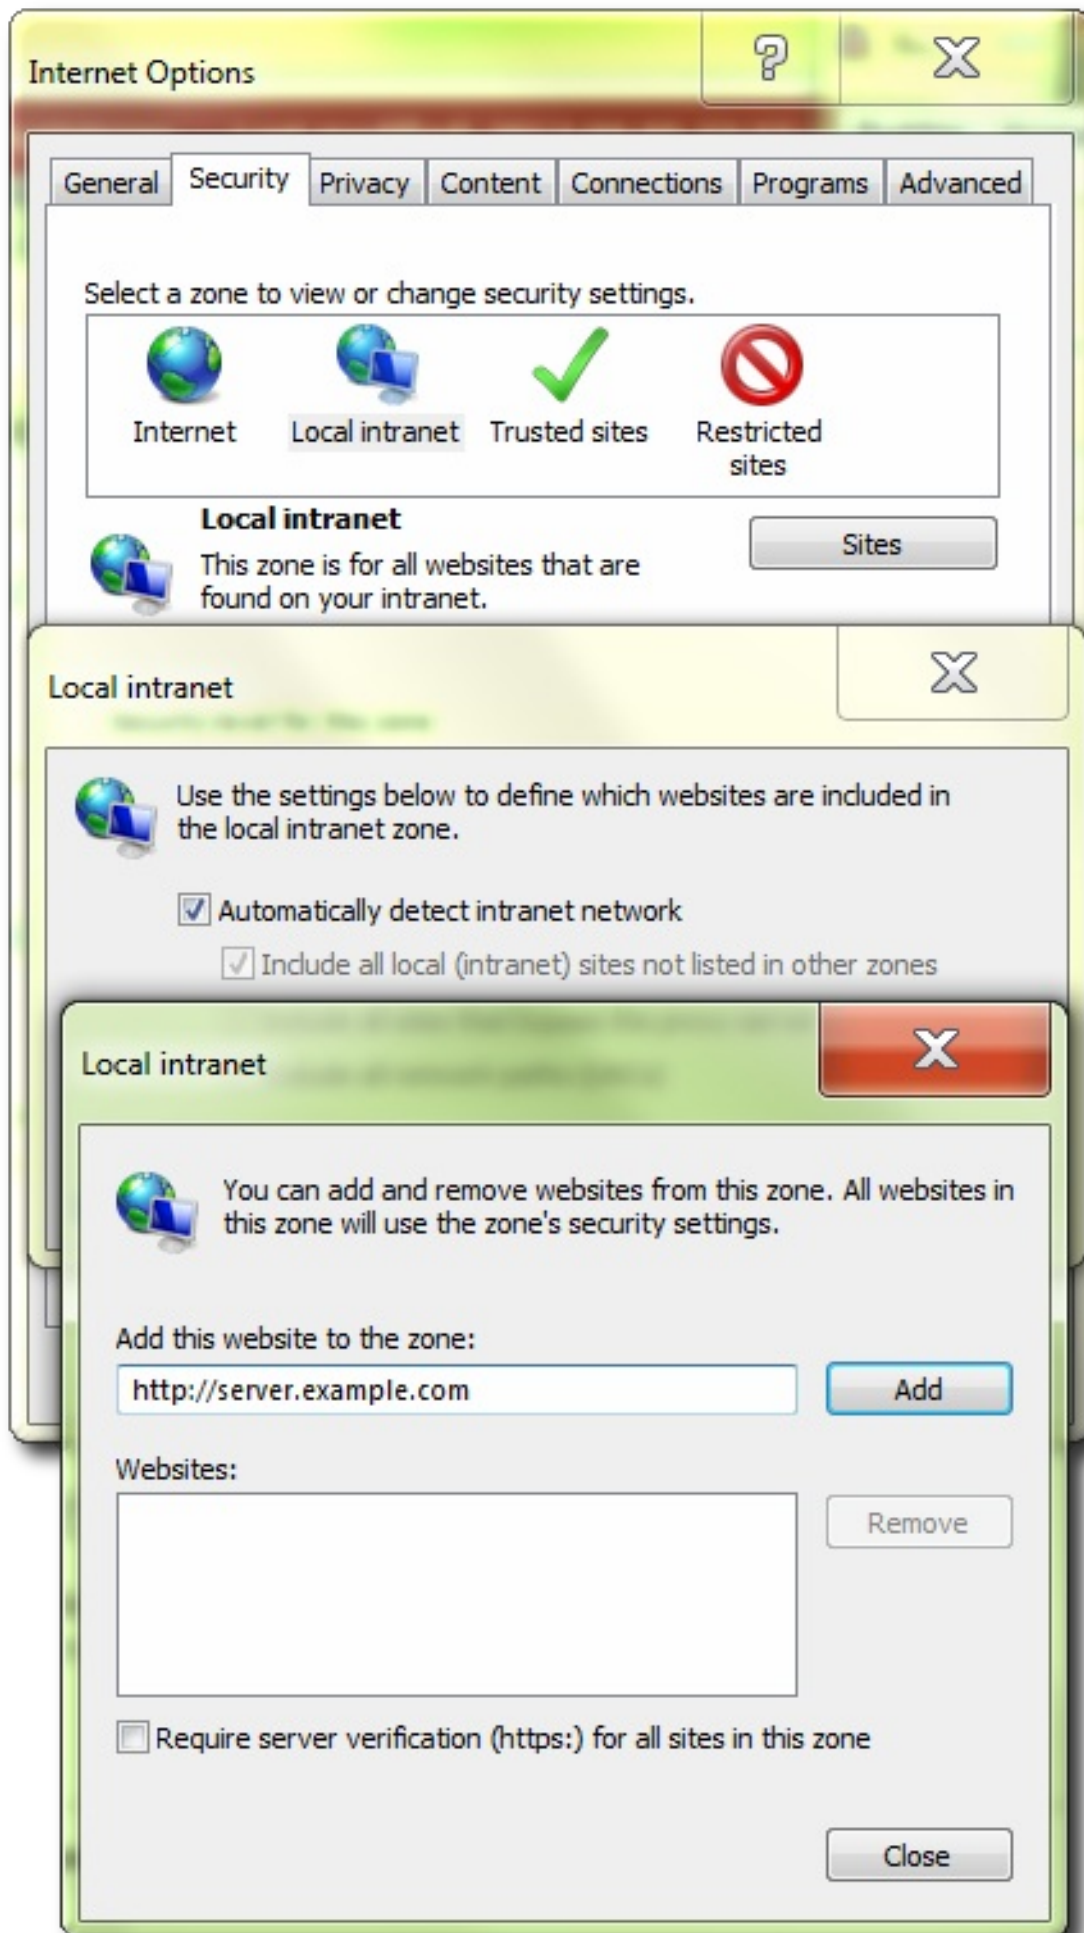 Internet Options
General Security Privacy Content Connections Programs Advanced
Select a zone to view or change security settings.
Internet Local intranet Trusted sites Restricted
sites
Local intranet
Sites
This zone is for all websites that are
found on your intranet.
Local intranet
Security level for this zone
Use the settings below to define which websites are included in
the local intranet zone.
Automatically detect intranet network
Include all local (intranet) sites not listed in other zones
Local intranet
You can add and remove websites from this zone. All websites in
this zone will use the zone's security settings.
Add this website to the zone:
http://server.example.com Add
Websites:
Remove
Require server verification (https:) for all sites in this zone
Close